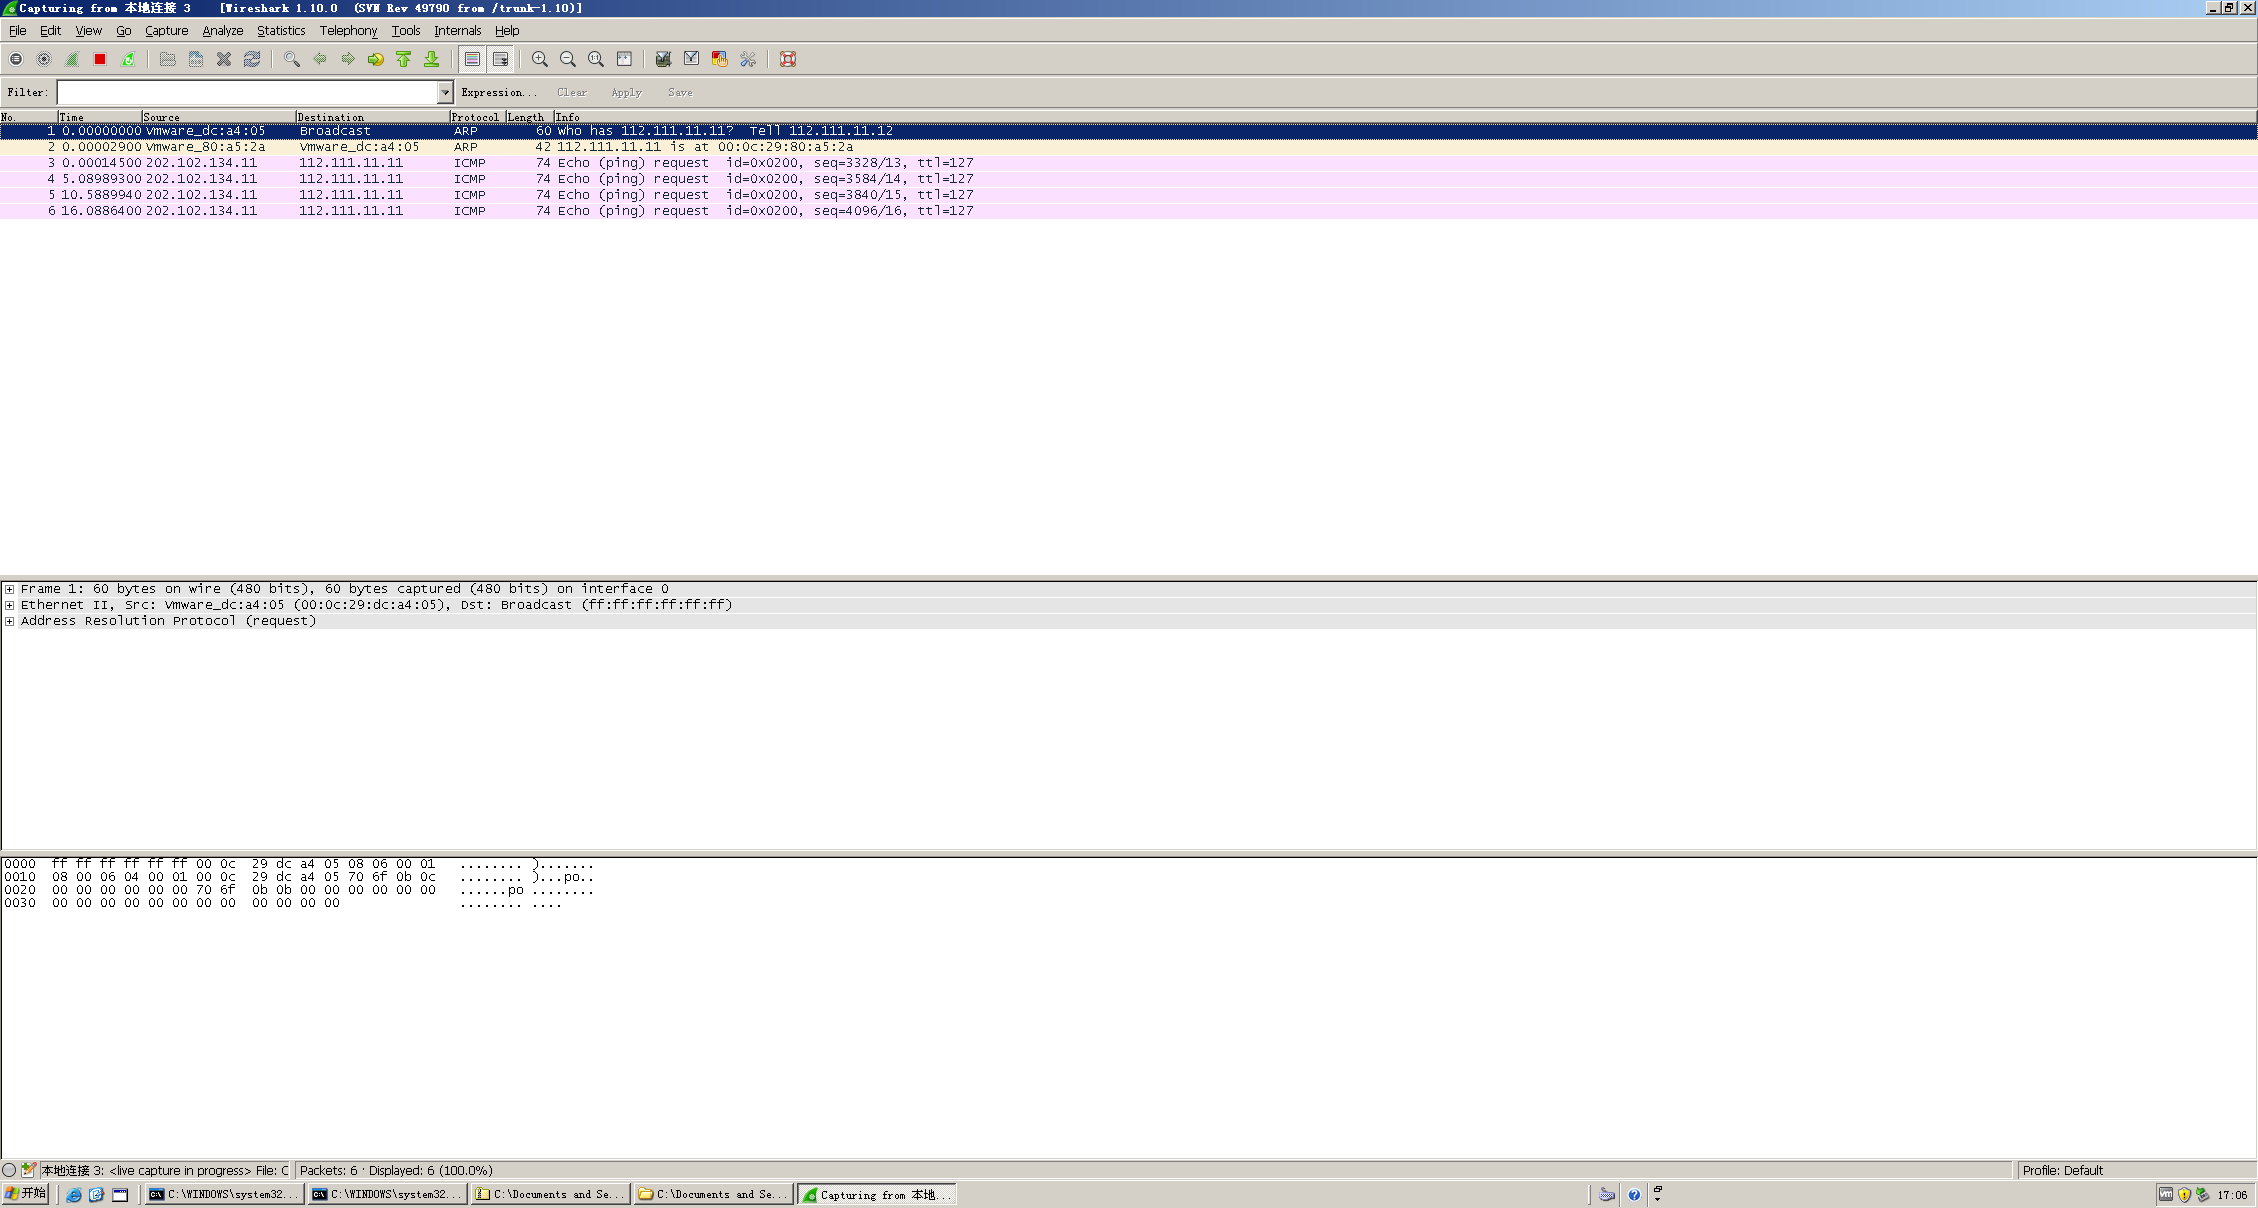 Capturing from 本地连接 3 [Wireshark 1.10.0 (SVN Rev 49790 from /trunk-1.10)]
File Edit View Go Capture Analyze Statistics Telephony Tools Internals Help
Filter: Expression... Clear Apply Save
No. Time Source Destination Protocol Length Info
1 0.00000000 Vmware_dc:a4:05 Broadcast ARP 60 Who has 112.111.11.11? Tell 112.111.11.12
2 0.00002900 Vmware_80:a5:2a Vmware_dc:a4:05 ARP 42 112.111.11.11 is at 00:0c:29:80:a5:2a
3 0.00014500 202.102.134.11 112.111.11.11 ICMP 74 Echo (ping) request id=0x0200, seq=3328/13, ttl=127
4 5.08989300 202.102.134.11 112.111.11.11 ICMP 74 Echo (ping) request id=0x0200, seq=3584/14, ttl=127
5 10.5889940 202.102.134.11 112.111.11.11 ICMP 74 Echo (ping) request id=0x0200, seq=3840/15, ttl=127
6 16.0886400 202.102.134.11 112.111.11.11 ICMP 74 Echo (ping) request id=0x0200, seq=4096/16, ttl=127
Frame 1: 60 bytes on wire (480 bits), 60 bytes captured (480 bits) on interface 0
Ethernet II, Src: Vmware_dc:a4:05 (00:0c:29:dc:a4:05), Dst: Broadcast (ff:ff:ff:ff:ff:ff)
Address Resolution Protocol (request)
0000 ff ff ff ff ff ff 00 0c 29 dc a4 05 08 06 00 01 ........ ).......
0010 08 00 06 04 00 01 00 0c 29 dc a4 05 70 6f 0b 0c ........ )...po..
0020 00 00 00 00 00 00 70 6f 0b 0b 00 00 00 00 00 00 ......po ........
0030 00 00 00 00 00 00 00 00 00 00 00 00 ........ ....
本地连接 3: <live capture in progress> File: C Packets: 6 · Displayed: 6 (100.0%) Profile: Default
开始 C:\WINDOWS\system32... C:\WINDOWS\system32... C:\Documents and Se... C:\Documents and Se... Capturing from 本地... 17:06